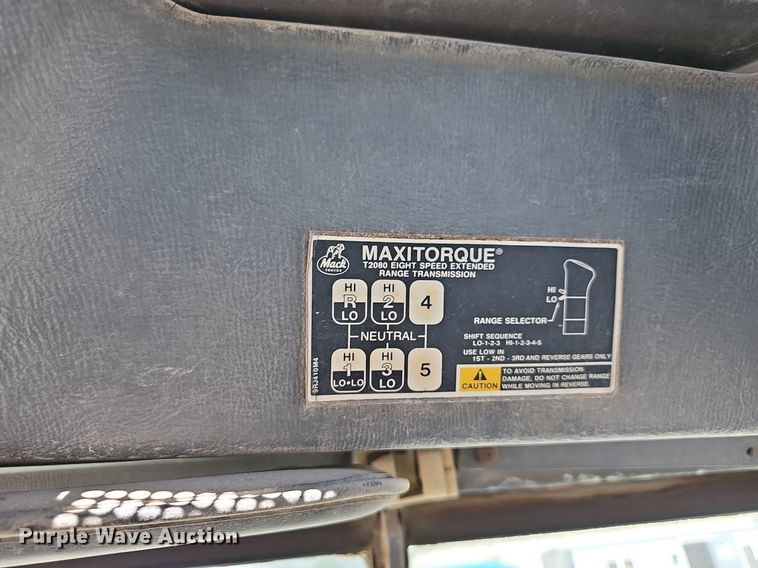 MAXITORQUE®
T2080 EIGHT SPEED EXTENDED
RANGE TRANSMISSION
Mack
TRUCKS
HI HI
R 2 4
LO LO
NEUTRAL
HI HI
1 3 5
LO•LO LO
HI
LO
RANGE SELECTOR
SHIFT SEQUENCE
LO-1-2-3 HI-1-2-3-4-5
USE LOW IN
1ST - 2ND - 3RD AND REVERSE GEARS ONLY
CAUTION
TO AVOID TRANSMISSION
DAMAGE, DO NOT CHANGE RANGE
WHILE MOVING IN REVERSE.
9RJ410M4
Purple Wave Auction